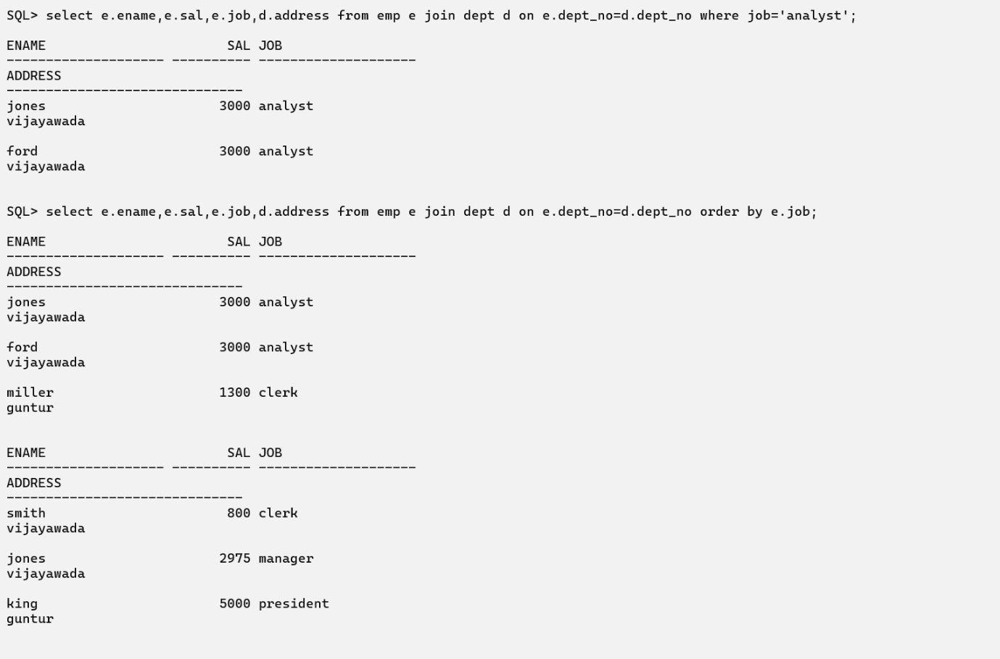 SQL> select e.ename,e.sal,e.job,d.address from emp e join dept d on e.dept_no=d.dept_no where job='analyst';
ENAME                       SAL JOB
-------------------- ---------- --------------------
ADDRESS
------------------------------
jones                      3000 analyst
vijayawada
ford                       3000 analyst
vijayawada
SQL> select e.ename,e.sal,e.job,d.address from emp e join dept d on e.dept_no=d.dept_no order by e.job;
ENAME                       SAL JOB
-------------------- ---------- --------------------
ADDRESS
------------------------------
jones                      3000 analyst
vijayawada
ford                       3000 analyst
vijayawada
miller                     1300 clerk
guntur
ENAME                       SAL JOB
-------------------- ---------- --------------------
ADDRESS
------------------------------
smith                       800 clerk
vijayawada
jones                      2975 manager
vijayawada
king                       5000 president
guntur